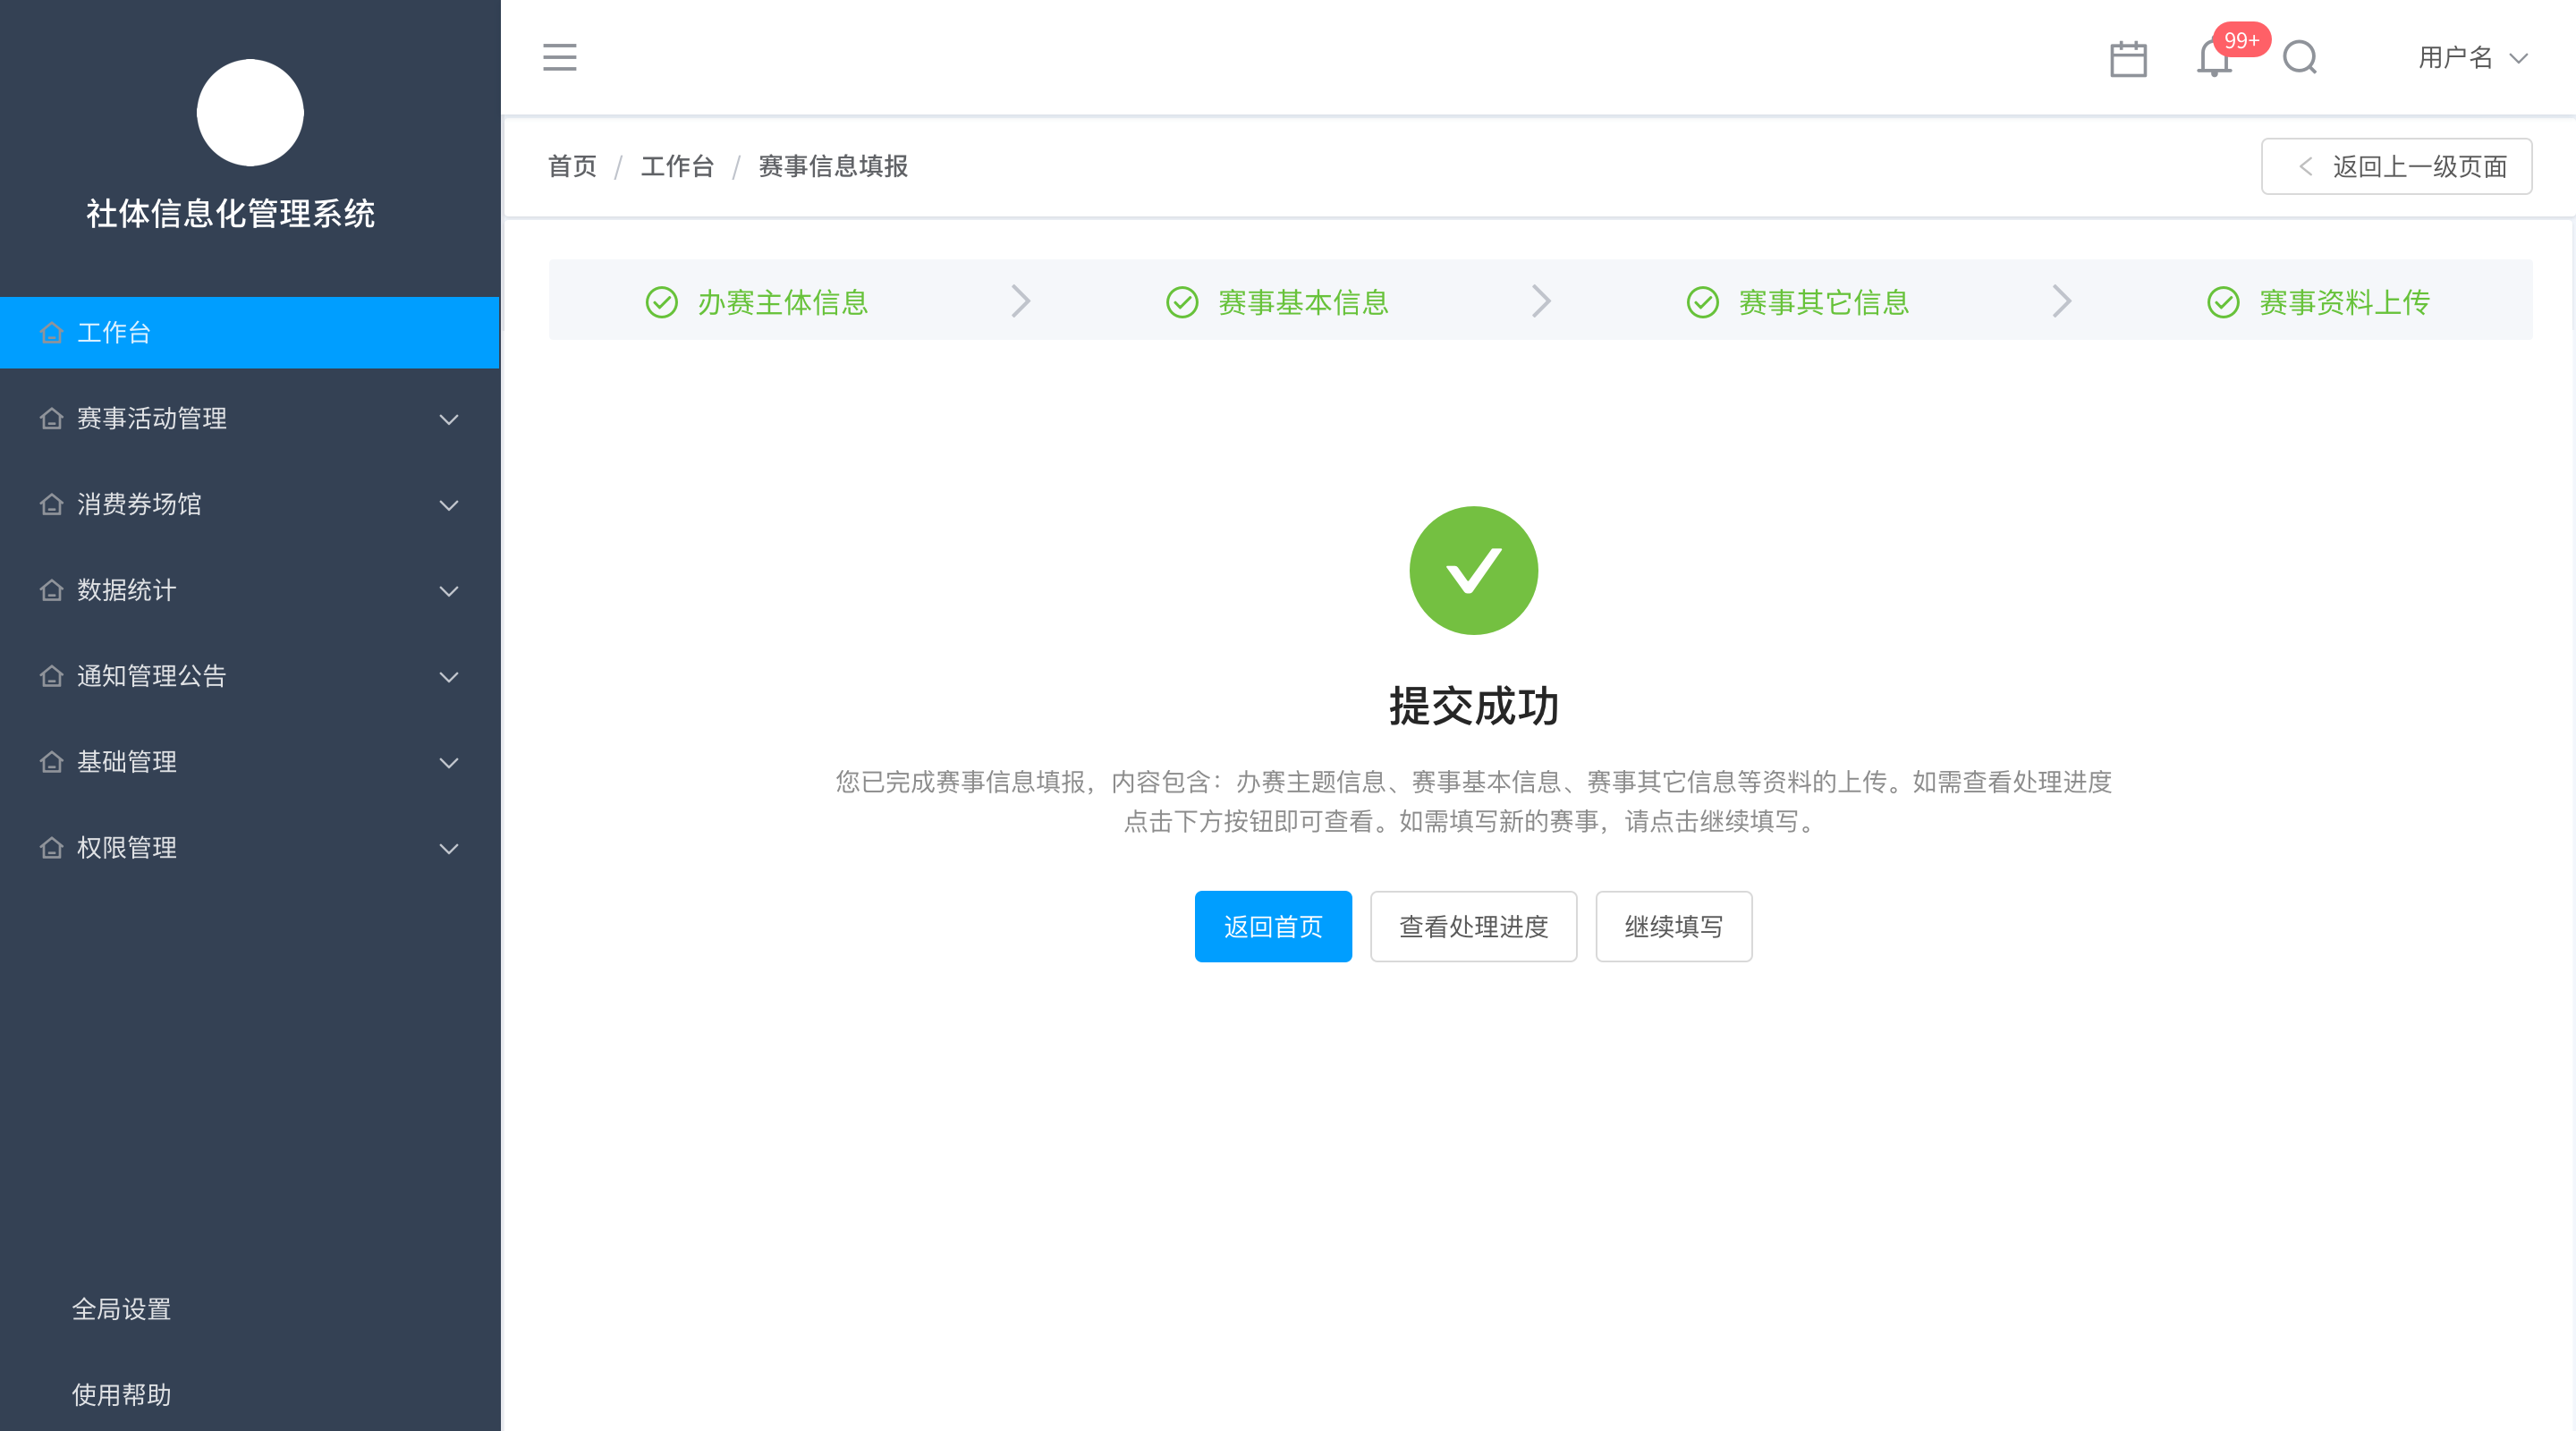 社体信息化管理系统
工作台
赛事活动管理
消费券场馆
数据统计
通知管理公告
基础管理
权限管理
全局设置
使用帮助
99+
用户名
首页 / 工作台 / 赛事信息填报
返回上一级页面
办赛主体信息
赛事基本信息
赛事其它信息
赛事资料上传
提交成功
您已完成赛事信息填报，内容包含：办赛主题信息、赛事基本信息、赛事其它信息等资料的上传。如需查看处理进度
点击下方按钮即可查看。如需填写新的赛事，请点击继续填写。
返回首页
查看处理进度
继续填写